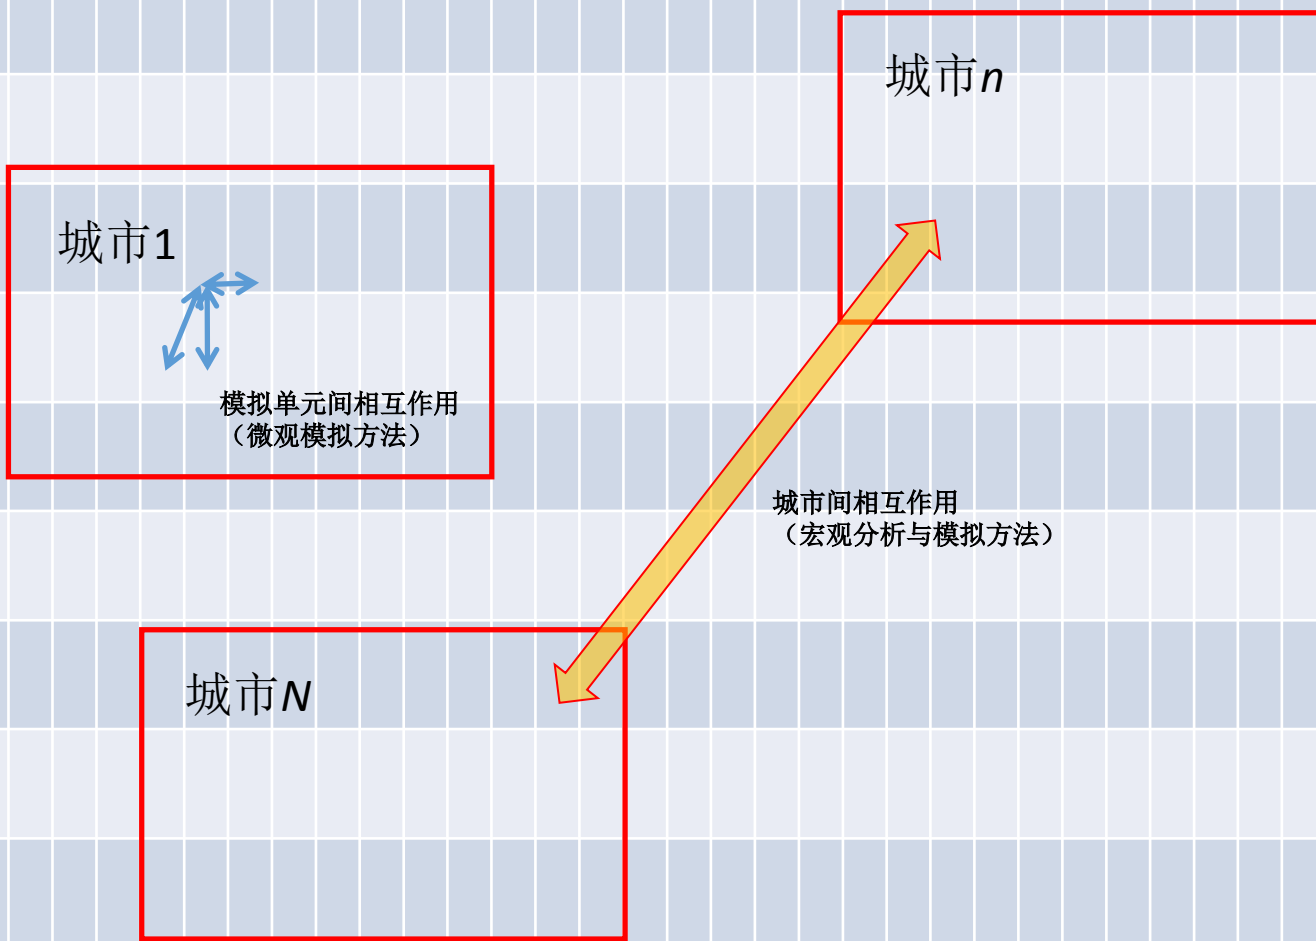 城市n
城市1
模拟单元间相互作用
（微观模拟方法）
城市间相互作用
（宏观分析与模拟方法）
城市N